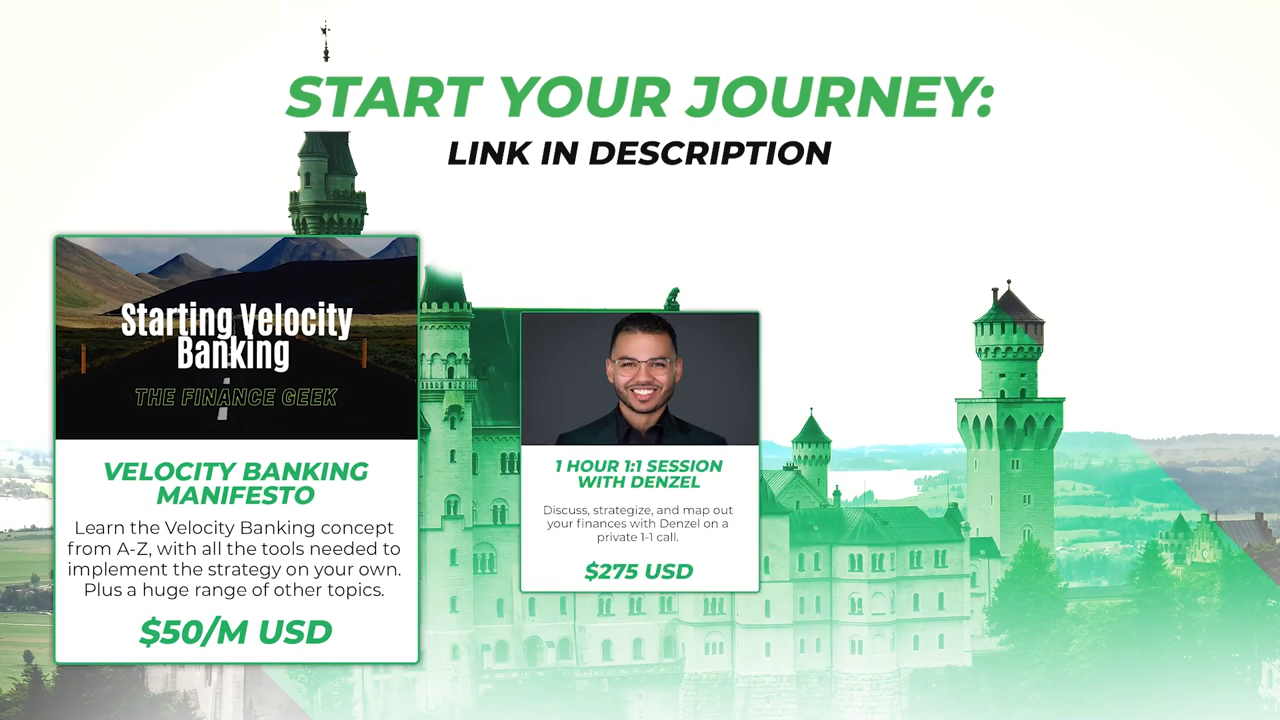 START YOUR JOURNEY:
LINK IN DESCRIPTION
Starting Velocity
Banking
THE FINANCE GEEK
VELOCITY BANKING
MANIFESTO
Learn the Velocity Banking concept
from A-Z, with all the tools needed to
implement the strategy on your own.
Plus a huge range of other topics.
$50/M USD
1 HOUR 1:1 SESSION
WITH DENZEL
Discuss, strategize, and map out
your finances with Denzel on a
private 1-1 call.
$275 USD